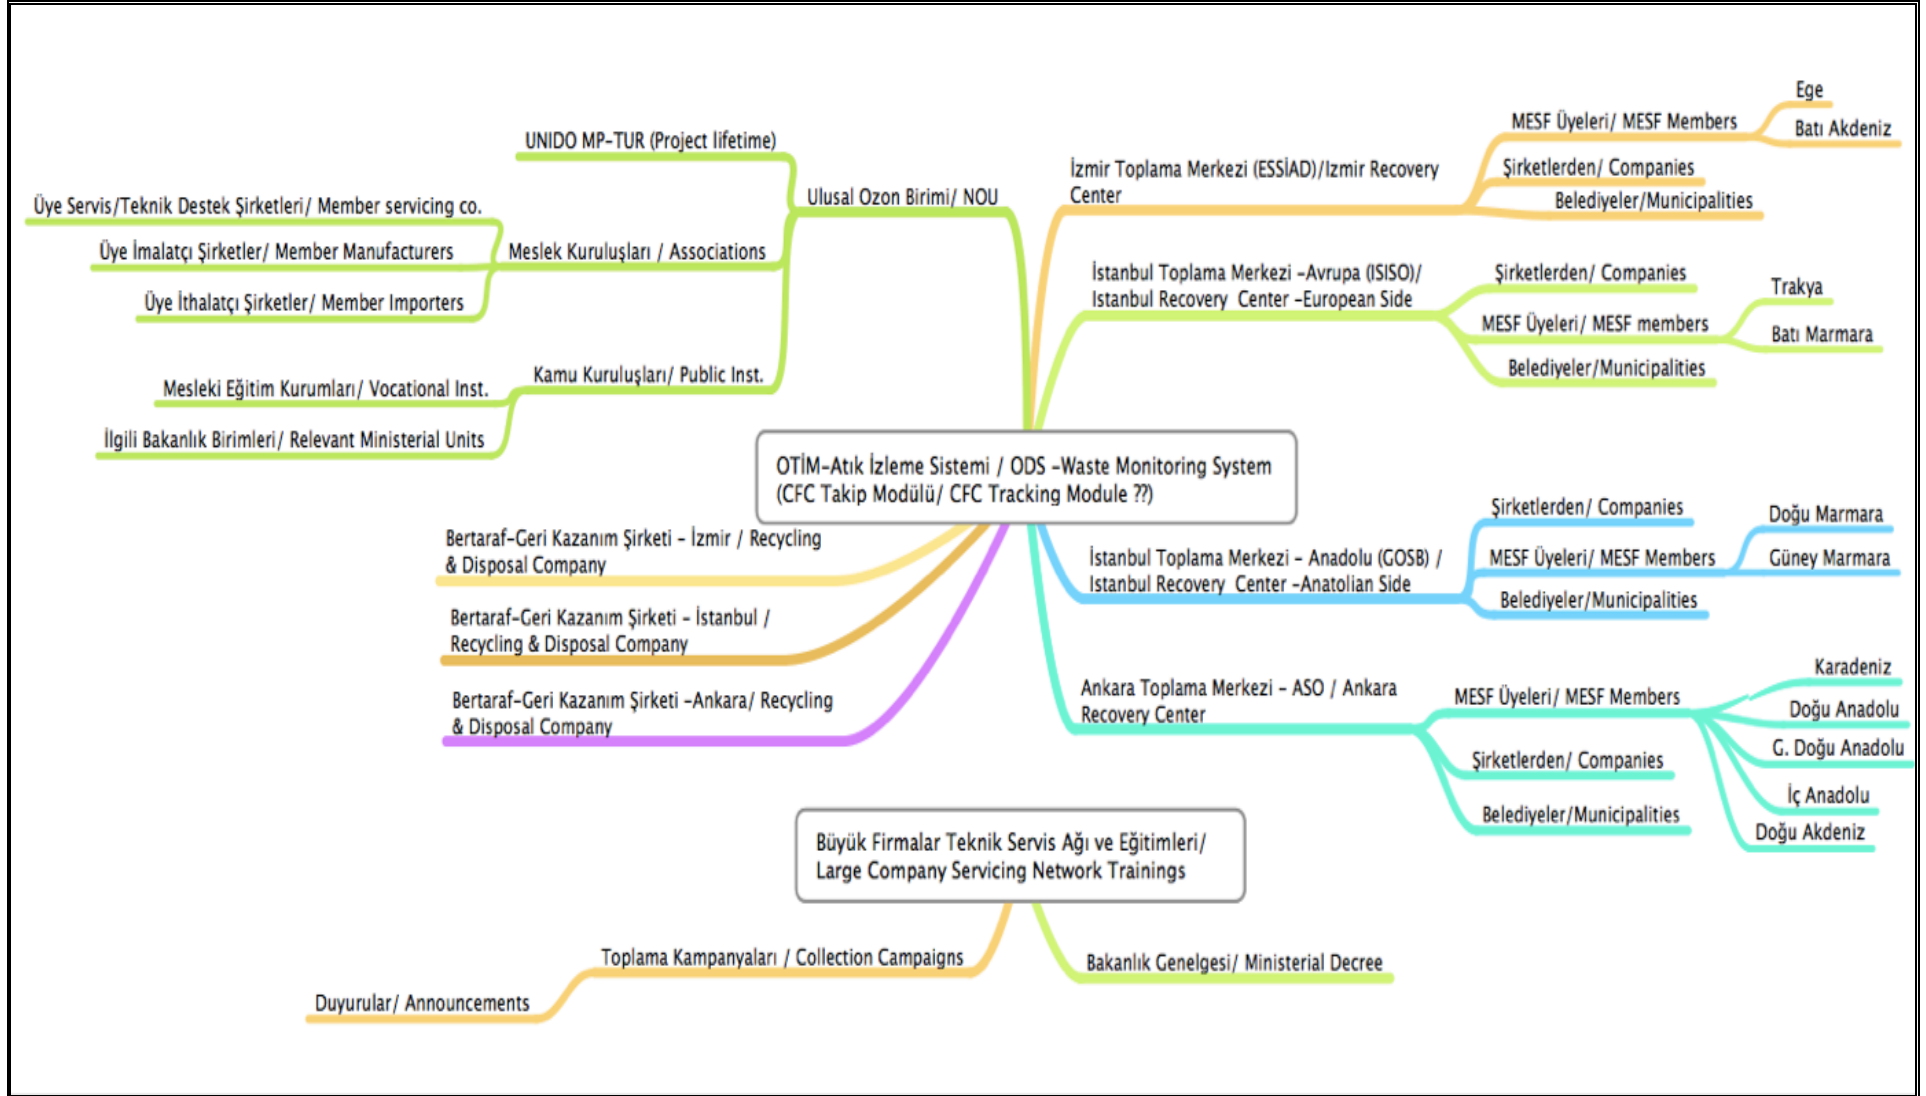 UNIDO MP-TUR (Project lifetime)
Ulusal Ozon Birimi/ NOU
Üye Servis/Teknik Destek Şirketleri/ Member servicing co.
Üye İmalatçı Şirketler/ Member Manufacturers
Meslek Kuruluşları / Associations
Üye İthalatçı Şirketler/ Member Importers
Kamu Kuruluşları/ Public Inst.
Mesleki Eğitim Kurumları/ Vocational Inst.
İlgili Bakanlık Birimleri/ Relevant Ministerial Units
İzmir Toplama Merkezi (ESSİAD)/Izmir Recovery
Center
MESF Üyeleri/ MESF Members
Ege
Batı Akdeniz
Şirketlerden/ Companies
Belediyeler/Municipalities
İstanbul Toplama Merkezi -Avrupa (ISISO)/
Istanbul Recovery  Center -European Side
Şirketlerden/ Companies
MESF Üyeleri/ MESF members
Trakya
Batı Marmara
Belediyeler/Municipalities
OTİM-Atık İzleme Sistemi / ODS -Waste Monitoring System
(CFC Takip Modülü/ CFC Tracking Module ??)
Bertaraf-Geri Kazanım Şirketi - İzmir / Recycling
& Disposal Company
Bertaraf-Geri Kazanım Şirketi - İstanbul /
Recycling & Disposal Company
Bertaraf-Geri Kazanım Şirketi -Ankara/ Recycling
& Disposal Company
İstanbul Toplama Merkezi - Anadolu (GOSB) /
Istanbul Recovery  Center -Anatolian Side
Şirketlerden/ Companies
MESF Üyeleri/ MESF Members
Doğu Marmara
Güney Marmara
Belediyeler/Municipalities
Ankara Toplama Merkezi - ASO / Ankara
Recovery Center
MESF Üyeleri/ MESF Members
Karadeniz
Doğu Anadolu
G. Doğu Anadolu
İç Anadolu
Doğu Akdeniz
Şirketlerden/ Companies
Belediyeler/Municipalities
Büyük Firmalar Teknik Servis Ağı ve Eğitimleri/
Large Company Servicing Network Trainings
Toplama Kampanyaları / Collection Campaigns
Duyurular/ Announcements
Bakanlık Genelgesi/ Ministerial Decree